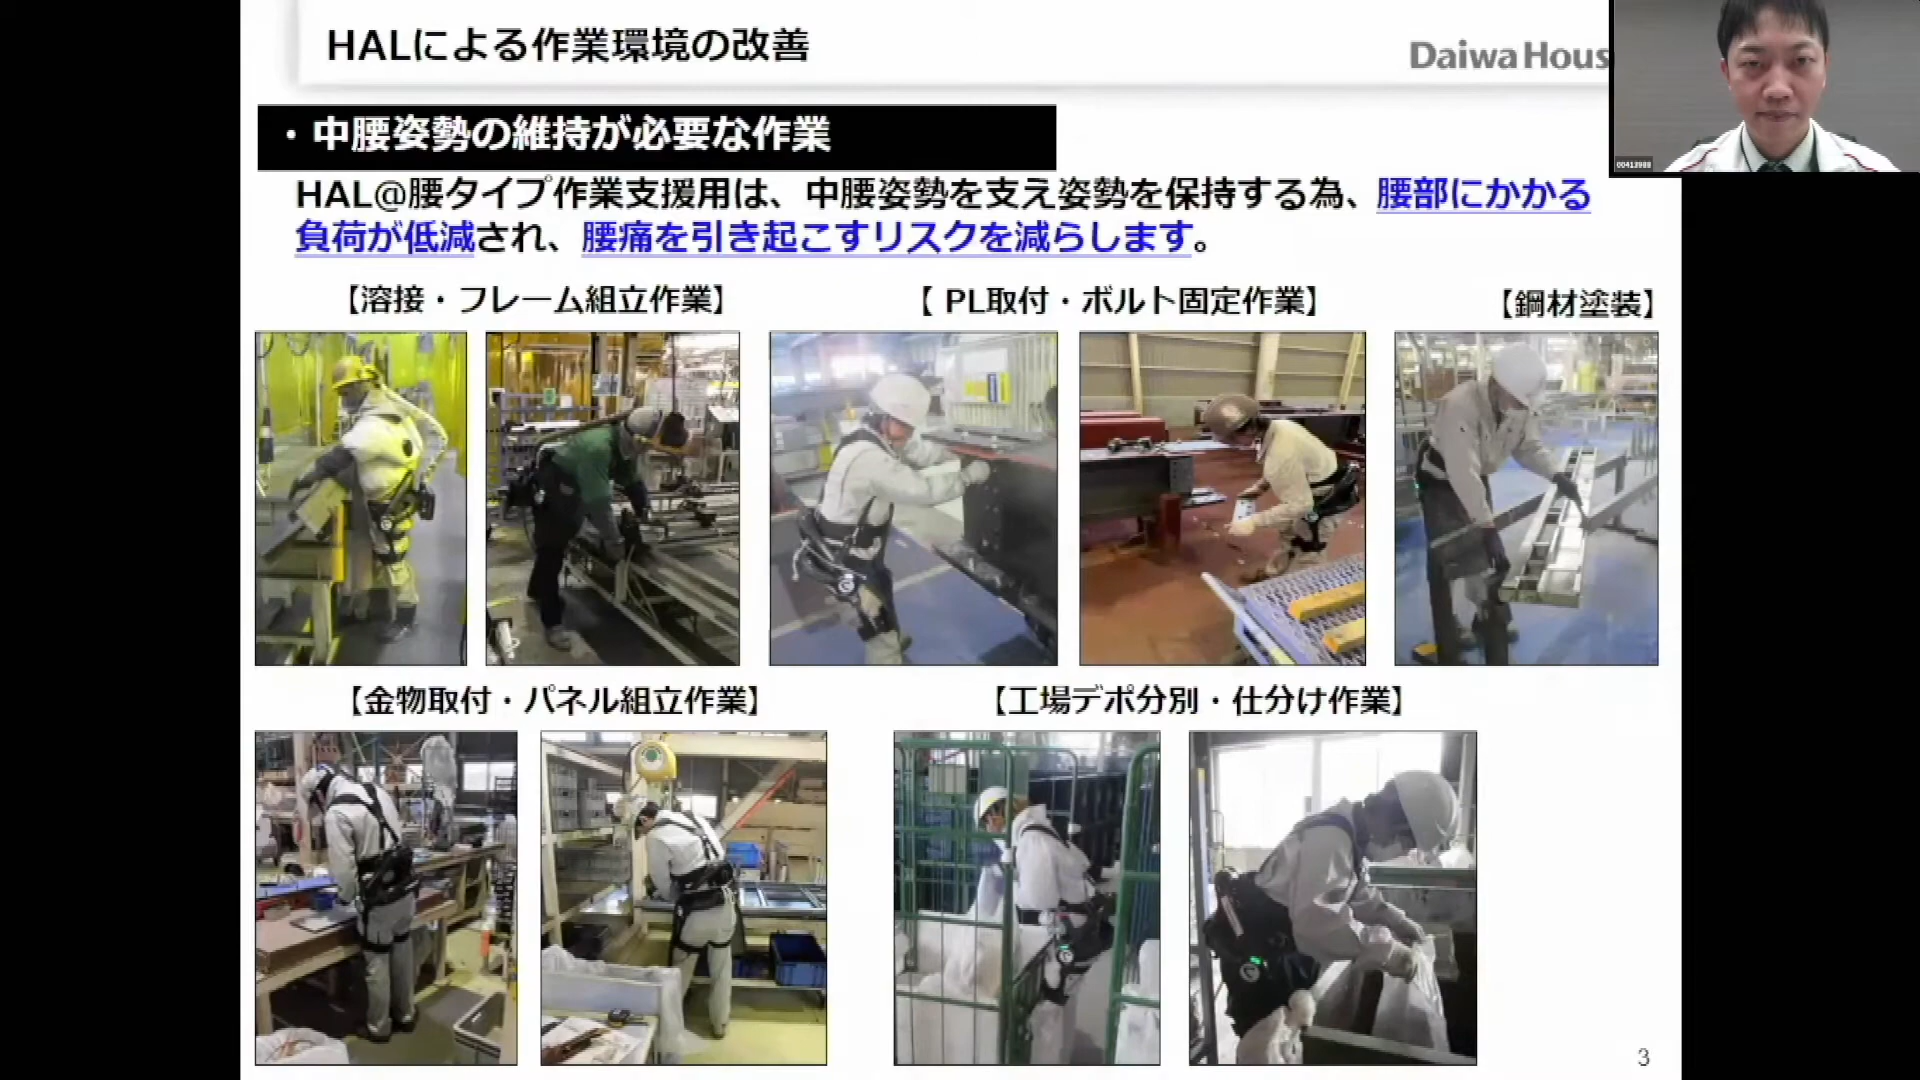 HALによる作業環境の改善
Daiwa Hous
00413988
・中腰姿勢の維持が必要な作業
HAL@腰タイプ作業支援用は、中腰姿勢を支え姿勢を保持する為、腰部にかかる
負荷が低減され、腰痛を引き起こすリスクを減らします。
【溶接・フレーム組立作業】
【 PL取付・ボルト固定作業】
【鋼材塗装】
【金物取付・パネル組立作業】
【工場デポ分別・仕分け作業】
3